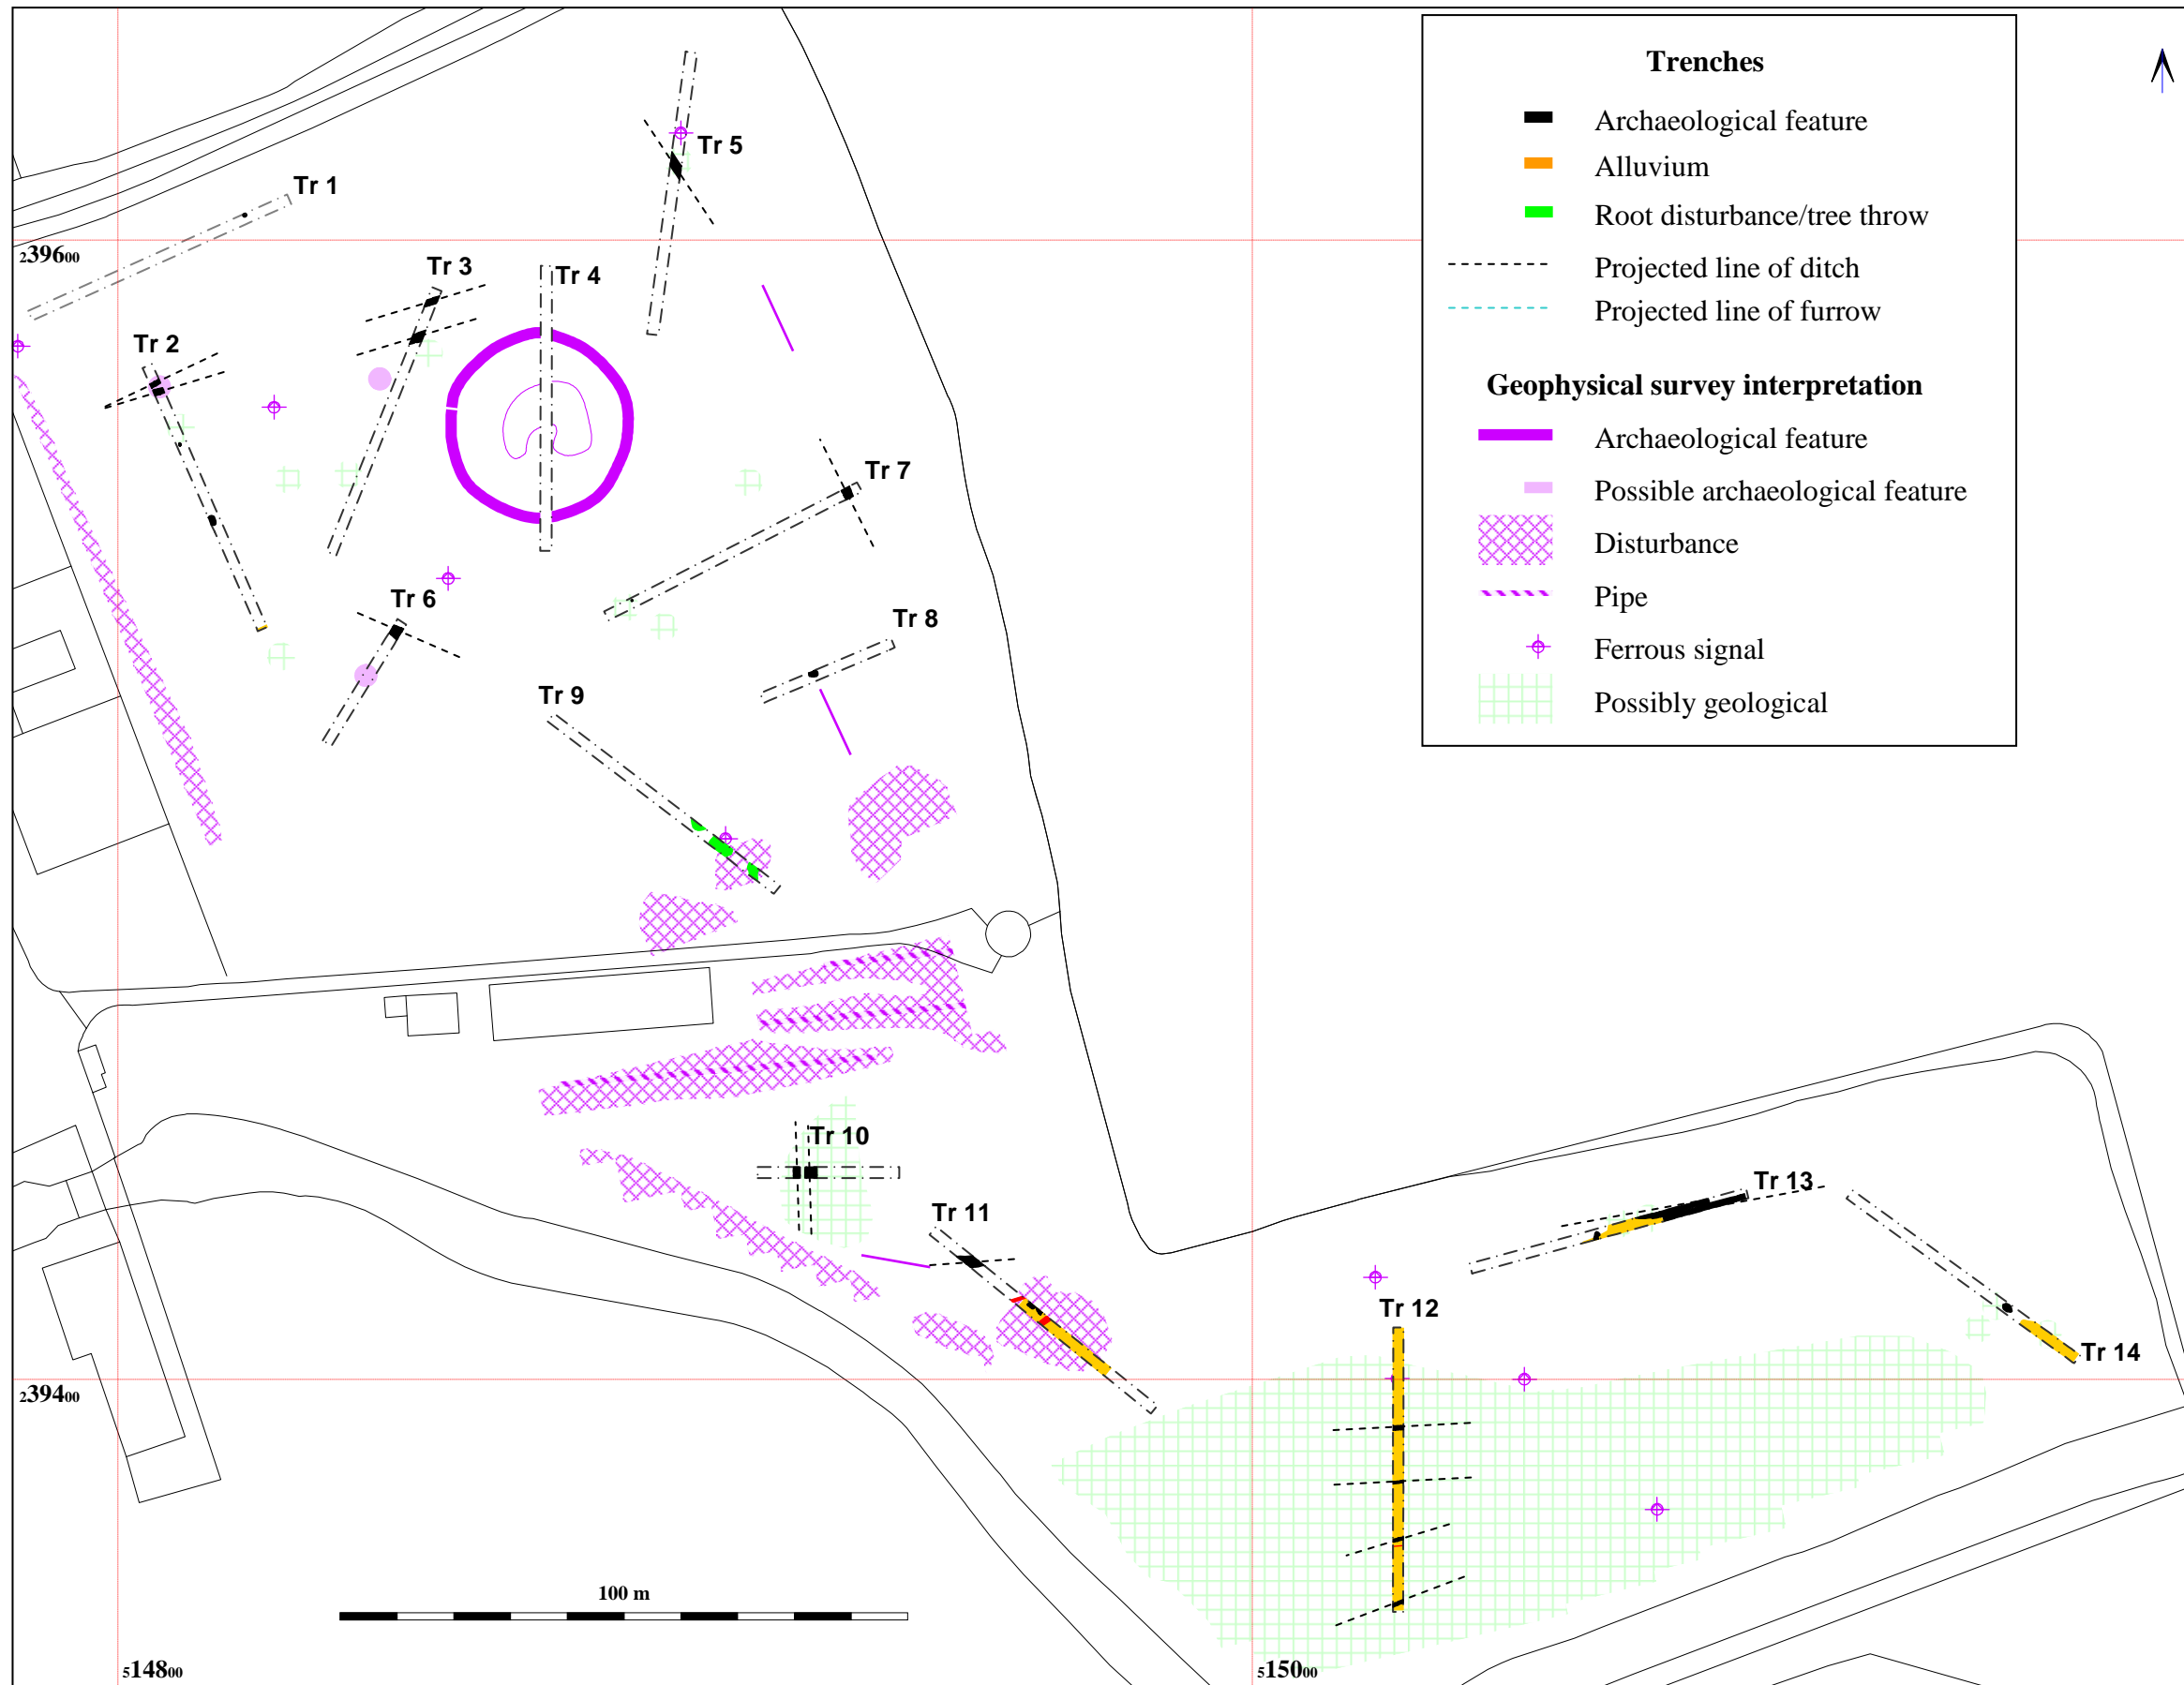 Trenches
Archaeological feature
Alluvium
Root disturbance/tree throw
Projected line of ditch
Projected line of furrow
Geophysical survey interpretation
Archaeological feature
Possible archaeological feature
Disturbance
Pipe
Ferrous signal
Possibly geological
Tr 5
Tr 1
239600
Tr 3
Tr 4
Tr 2
Tr 7
Tr 6
Tr 8
Tr 9
Tr 10
Tr 11
Tr 13
Tr 12
Tr 14
239400
100 m
514800
515000